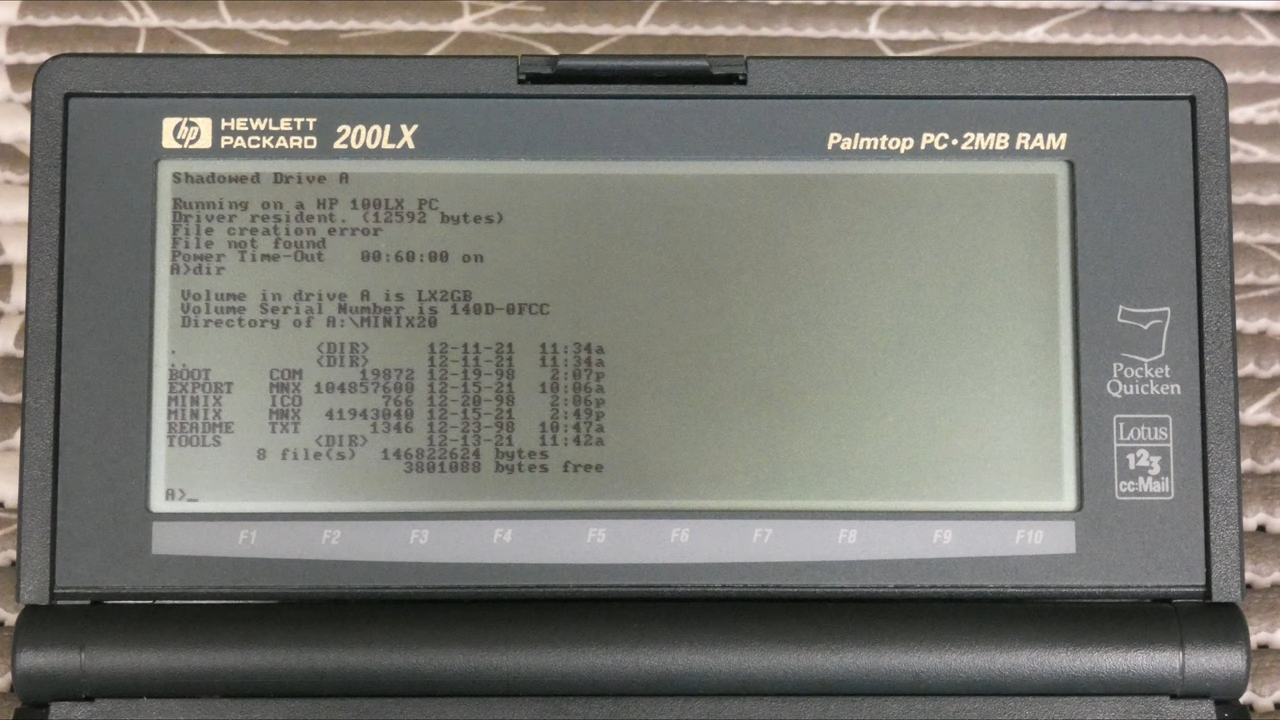 hp HEWLETT PACKARD 200LX
Palmtop PC•2MB RAM
Shadowed Drive A
Running on a HP 100LX PC
Driver resident. (12592 bytes)
File creation error
File not found
Power Time-Out   00:60:00 on
A>dir
Volume in drive A is LX2GB
Volume Serial Number is 140D-0FCC
Directory of A:\MINIX20
.            <DIR>      12-11-21  11:34a
..           <DIR>      12-11-21  11:34a
BOOT     COM     19872 12-19-98   2:07p
EXPORT   MNX 104857600 12-15-21  10:06a
MINIX    ICO       766 12-20-98   2:06p
MINIX    MNX  41943040 12-15-21   2:49p
README   TXT      1346 12-23-98  10:47a
TOOLS        <DIR>      12-13-21  11:42a
8 file(s)  146822624 bytes
3801088 bytes free
A>_
Pocket
Quicken
Lotus
123
cc:Mail
F1 F2 F3 F4 F5 F6 F7 F8 F9 F10